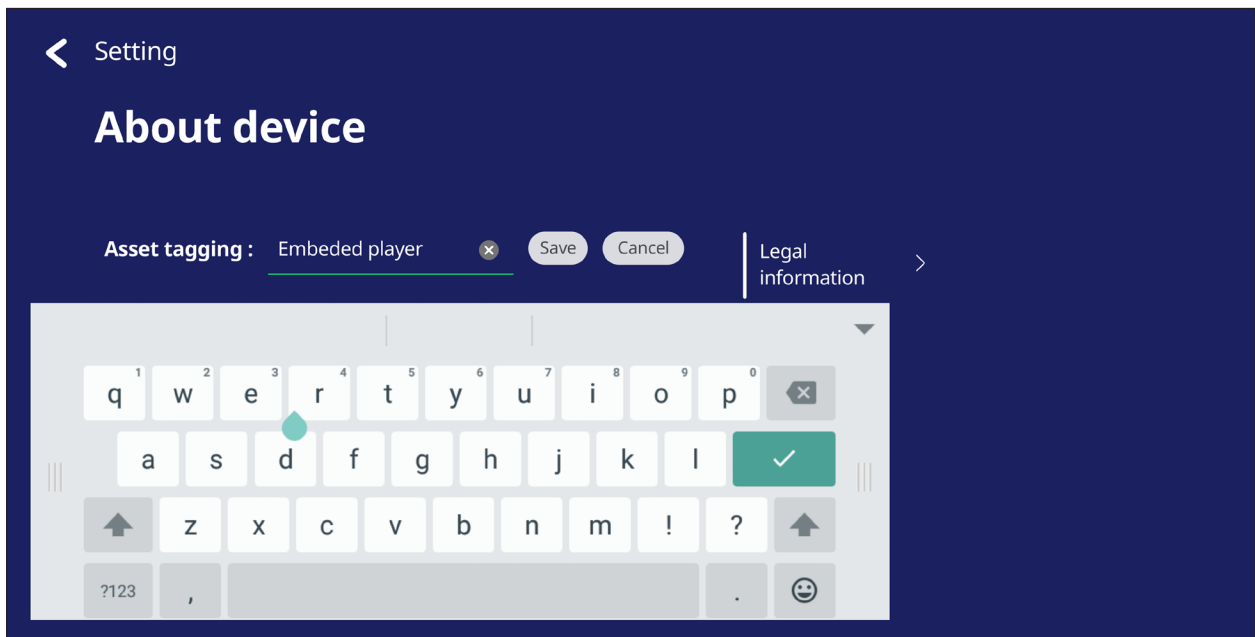 Setting
About device
Asset tagging : Embeded player Save Cancel
Legal
information
1 2 3 4 5 6 7 8 9 0
q w e r t y u i o p
a s d f g h j k l
z x c v b n m ! ?
?123 , .